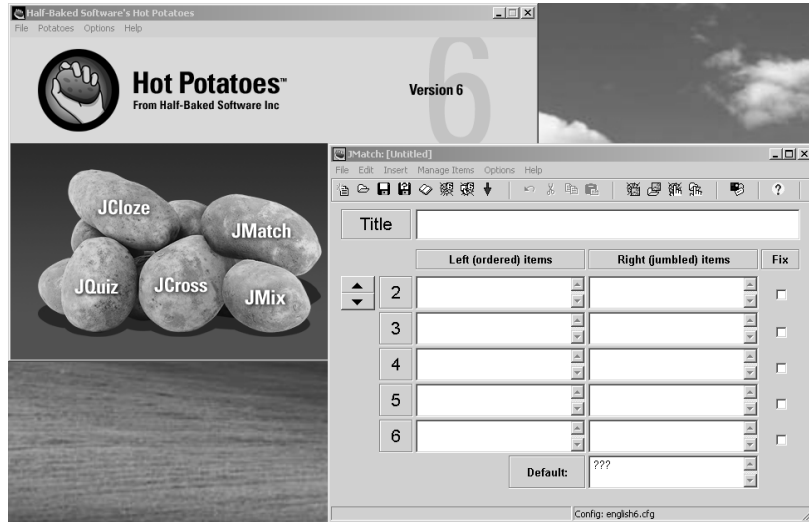 Half-Baked Software's Hot Potatoes
File Potatoes Options Help
Hot Potatoes™
From Half-Baked Software Inc
6
Version 6
JCloze
JMatch
JQuiz
JCross
JMix
JMatch: [Untitled]
File Edit Insert Manage Items Options Help
?
Title
Left (ordered) items Right (jumbled) items Fix
2
3
4
5
6
Default: ???
Config: english6.cfg